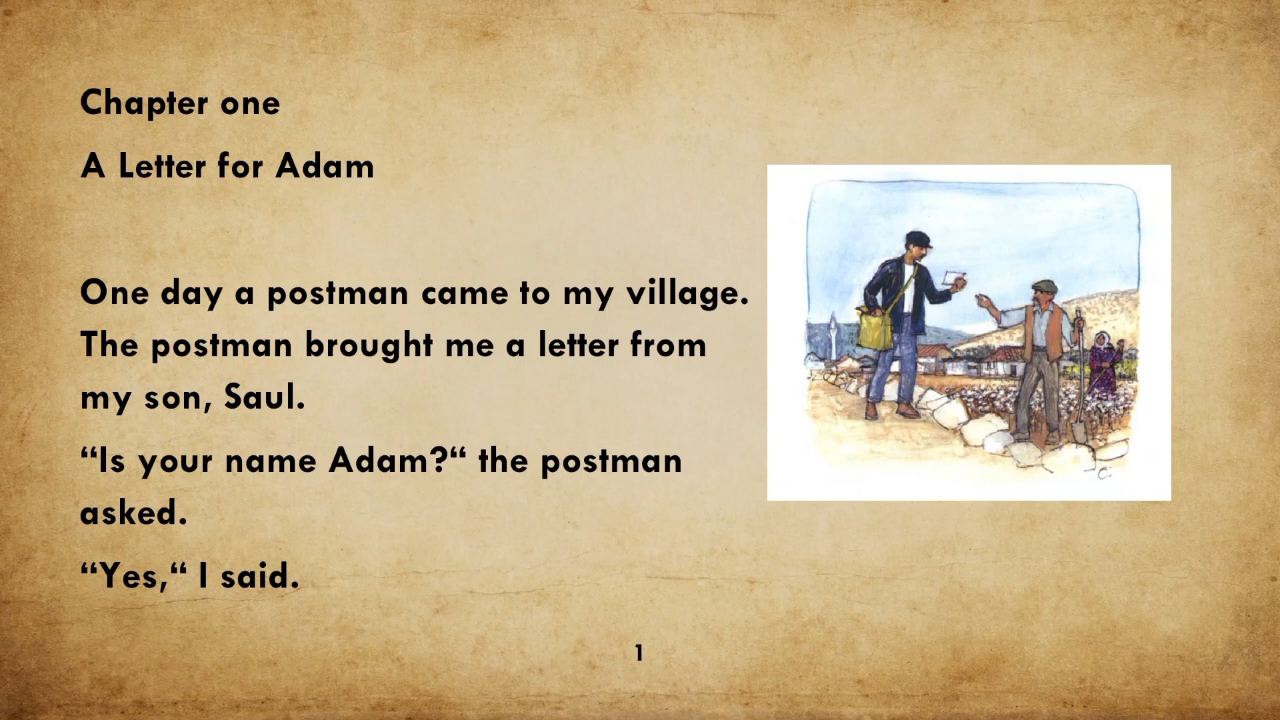 Chapter one
A Letter for Adam
One day a postman came to my village.
The postman brought me a letter from
my son, Saul.
“Is your name Adam?“ the postman
asked.
“Yes,“ I said.
1